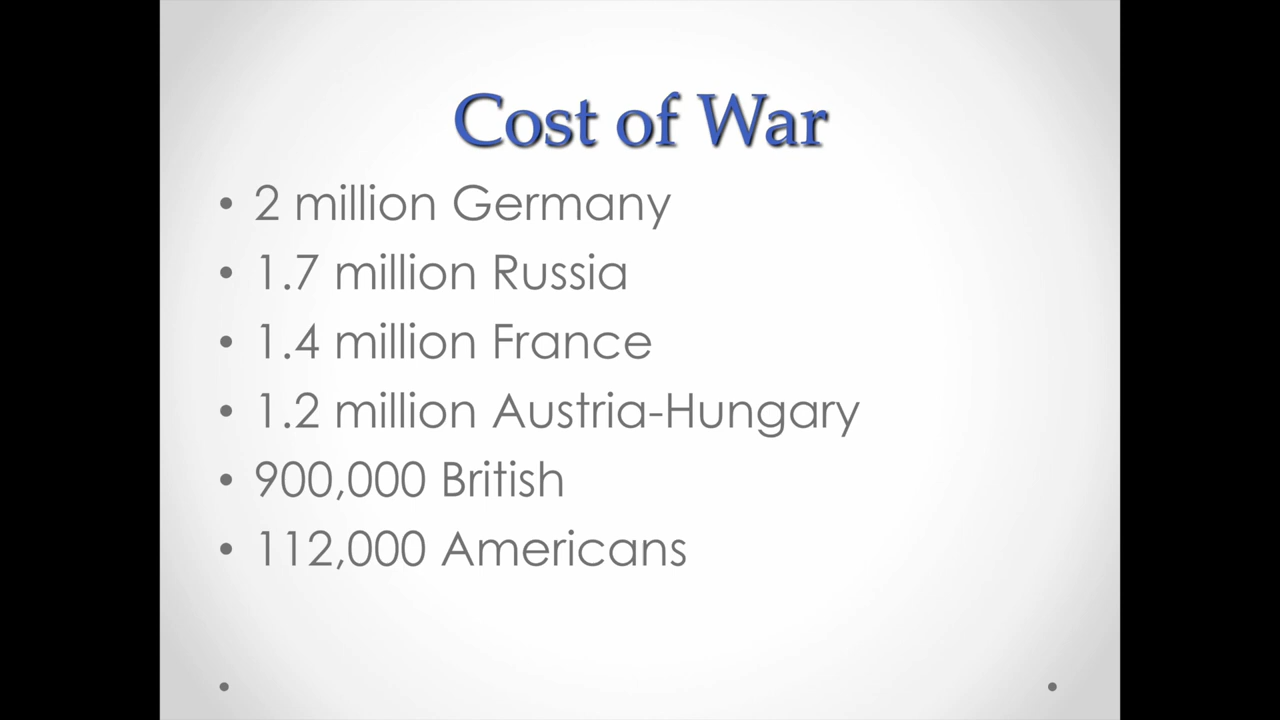 Cost of War
• 2 million Germany
• 1.7 million Russia
• 1.4 million France
• 1.2 million Austria-Hungary
• 900,000 British
• 112,000 Americans